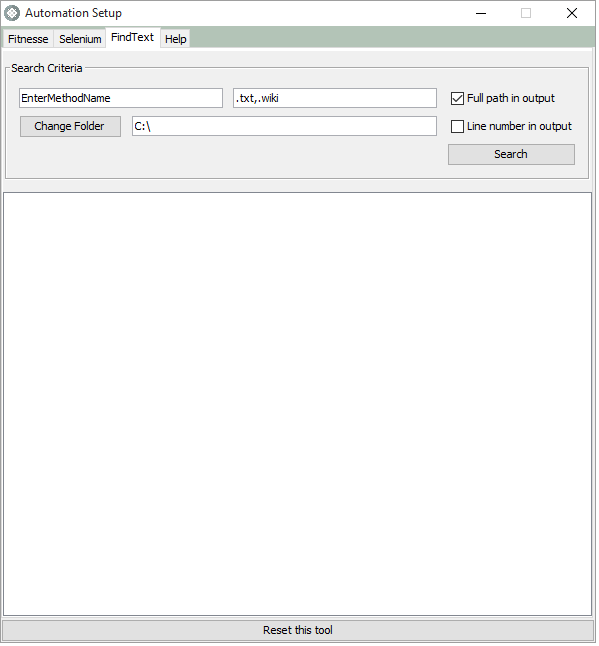 Automation Setup
Fitnesse Selenium FindText Help
Search Criteria
EnterMethodName .txt,.wiki Full path in output
Change Folder C:\ Line number in output
Search
Reset this tool